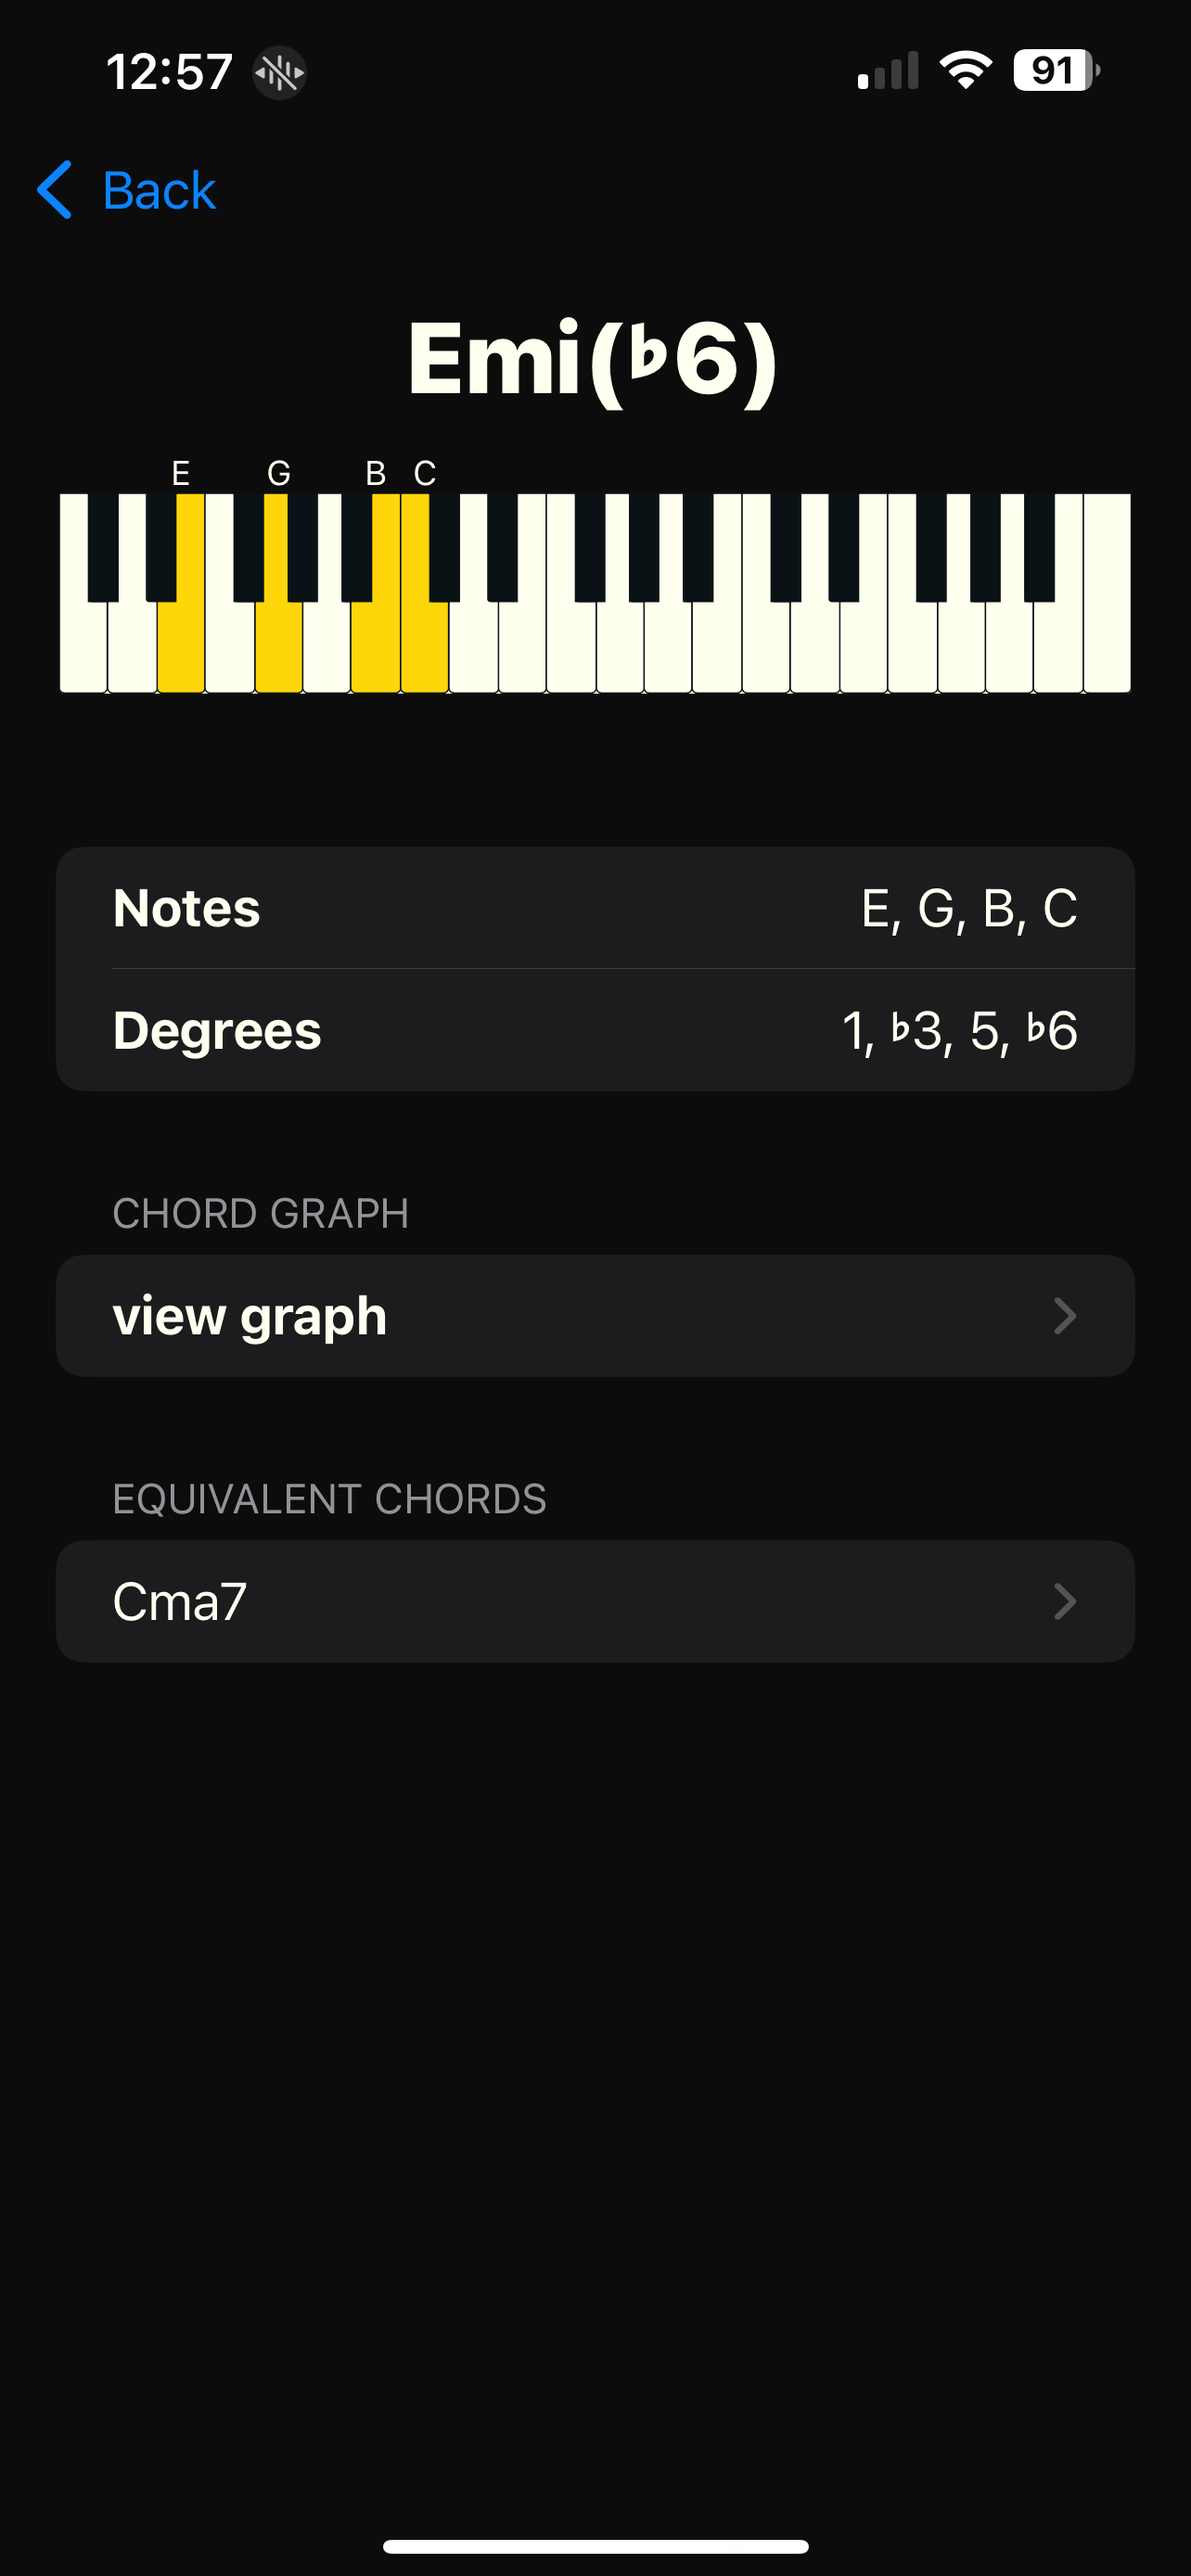 12:57
91
Back
Emi(♭6)
E G B C
Notes E, G, B, C
Degrees 1, ♭3, 5, ♭6
CHORD GRAPH
view graph
EQUIVALENT CHORDS
Cma7